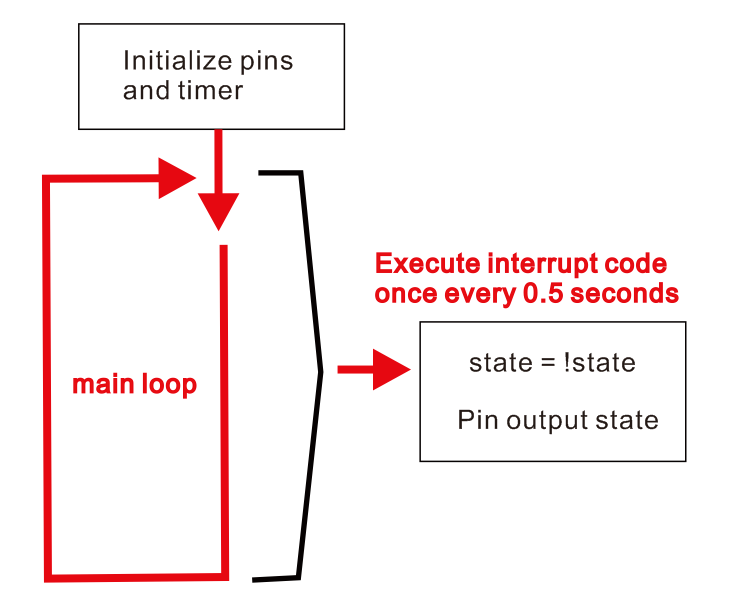 Initialize pins
and timer
Execute interrupt code
once every 0.5 seconds
state = !state
main loop
Pin output state